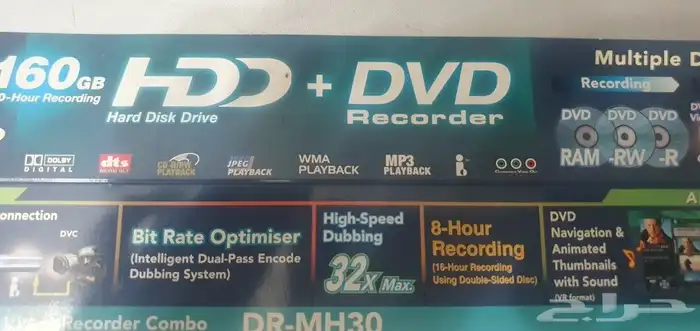 160GB
0-Hour Recording
HDD
Hard Disk Drive
+
DVD
Recorder
Multiple D
Recording
DVD
RAM
DVD
-RW
DVD
-R
DOLBY
DIGITAL
dts
CD-R/RW
PLAYBACK
JPEG
PLAYBACK
WMA
PLAYBACK
MP3
PLAYBACK
onnection
DVC
Bit Rate Optimiser
(Intelligent Dual-Pass Encode
Dubbing System)
High-Speed
Dubbing
32x Max.
8-Hour
Recording
(16-Hour Recording
Using Double-Sided Disc)
DVD
Navigation &
Animated
Thumbnails
with Sound
(VR format)
A
Recorder Combo
DR-MH30
حراج